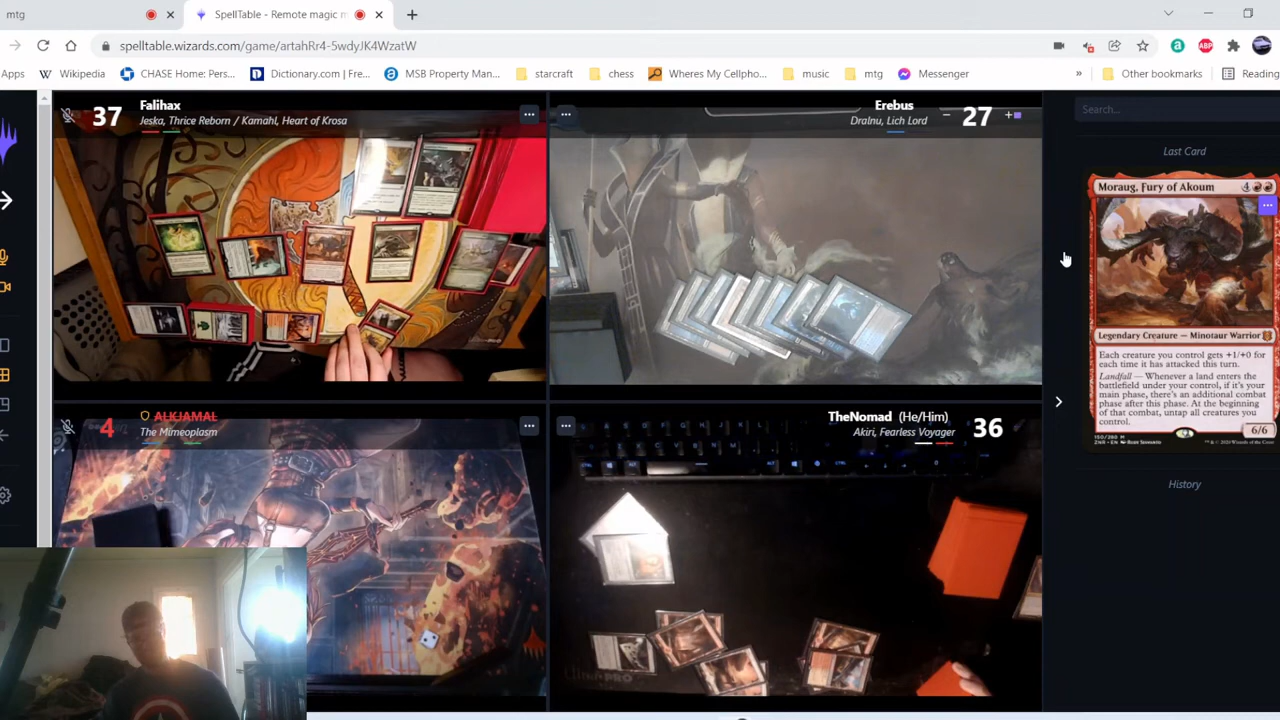 mtg
SpellTable - Remote magic m
spelltable.wizards.com/game/artahRr4-5wdyJK4WzatW
ABP
Apps
Wikipedia
CHASE Home: Pers...
Dictionary.com | Fre...
MSB Property Man...
starcraft
chess
Wheres My Cellpho...
music
mtg
Messenger
»
Other bookmarks
Reading
37
Falihax
Jeska, Thrice Reborn / Kamahl, Heart of Krosa
Erebus
Dralnu, Lich Lord
27
4
ALKJAMAL
The Mimeoplasm
TheNomad (He/Him)
Akiri, Fearless Voyager
36
Search...
Last Card
Moraug, Fury of Akoum
4
Legendary Creature — Minotaur Warrior
Each creature you control gets +1/+0 for
each time it has attacked this turn.
Landfall — Whenever a land enters the
battlefield under your control, if it's your
main phase, there's an additional combat
phase after this phase. At the beginning
of that combat, untap all creatures you
control.
6/6
History